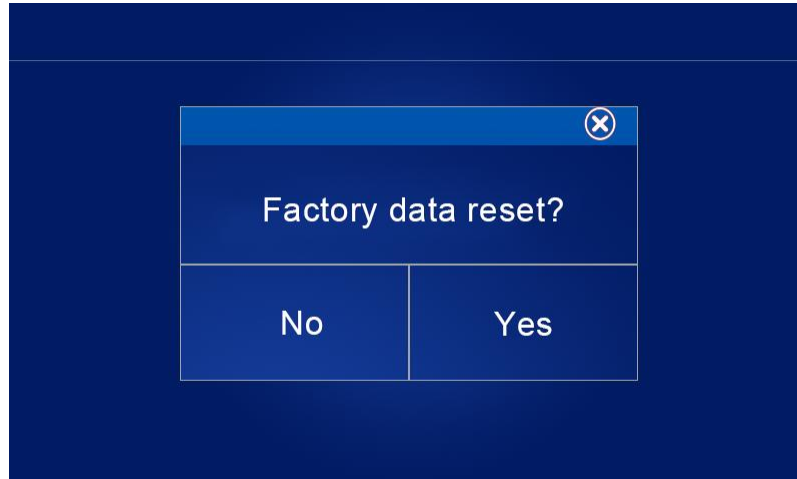 Factory data reset?
No
Yes